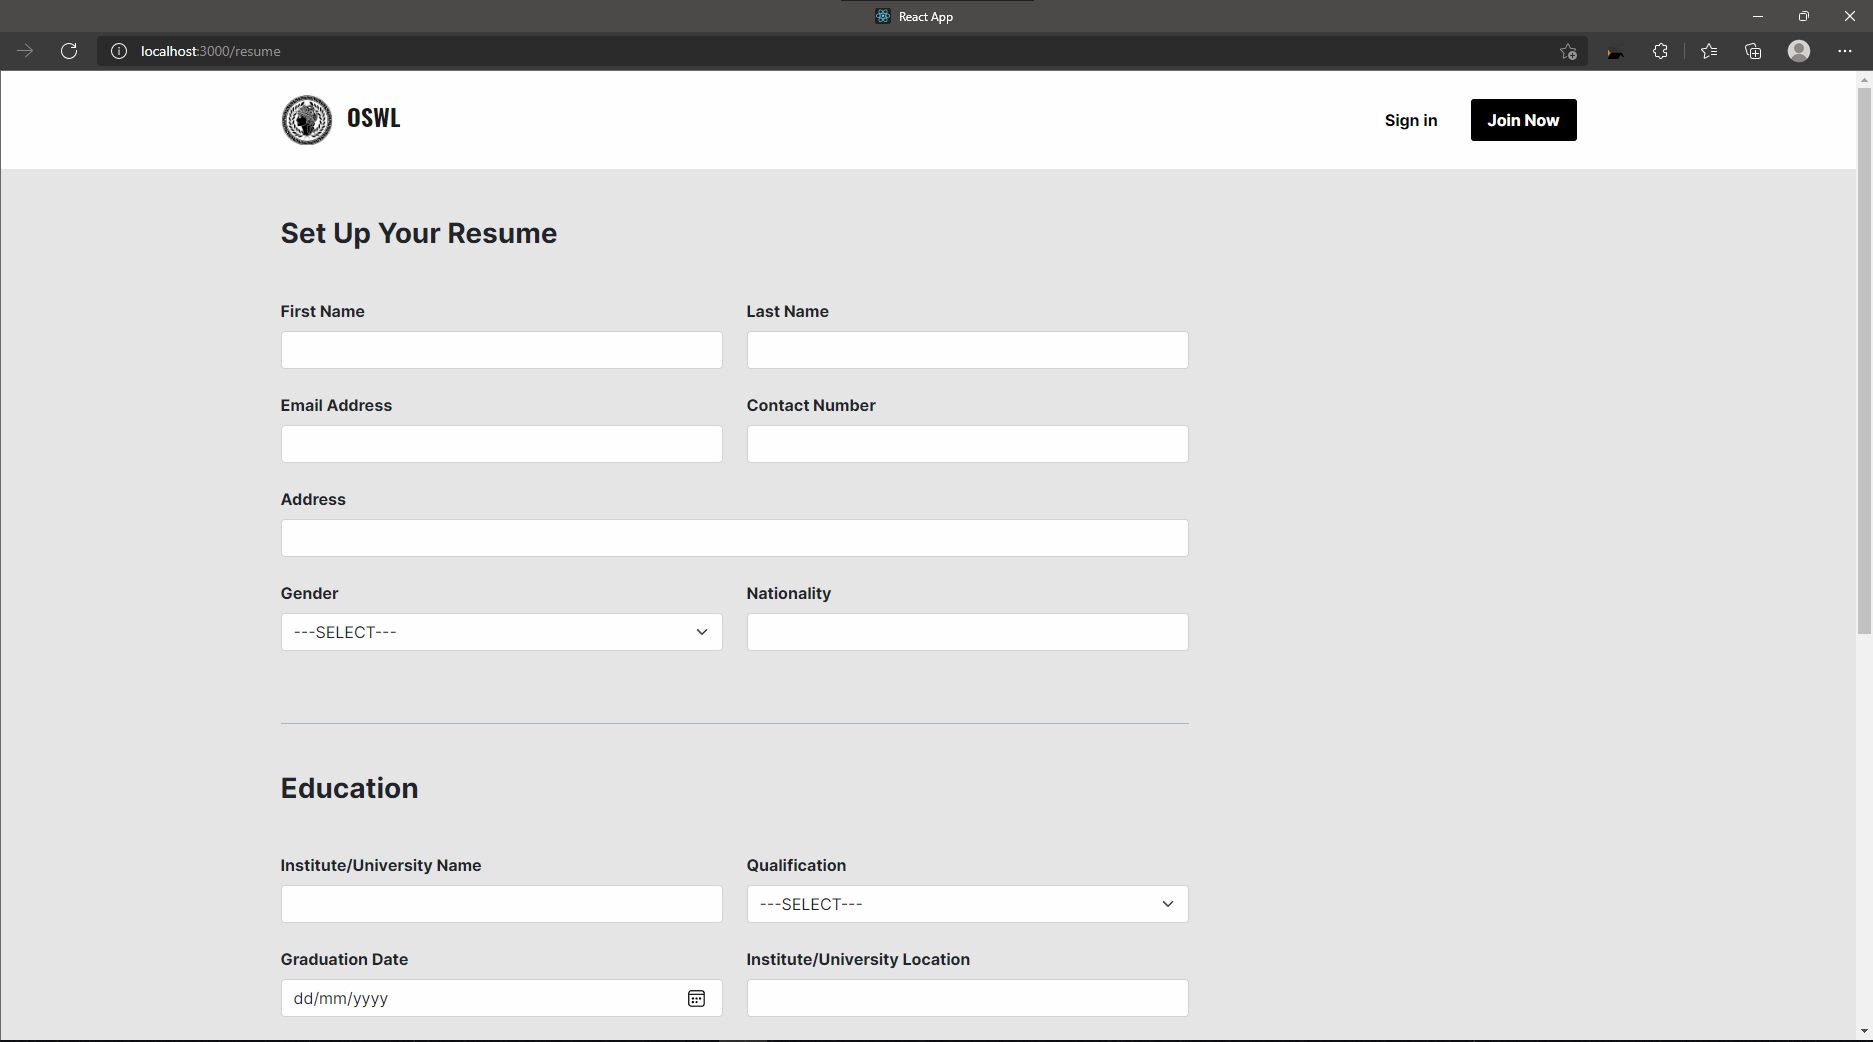 React App
localhost:3000/resume
OSWL
Sign in
Join Now
Set Up Your Resume
First Name
Last Name
Email Address
Contact Number
Address
Gender
Nationality
---SELECT---
Education
Institute/University Name
Qualification
---SELECT---
Graduation Date
Institute/University Location
dd/mm/yyyy